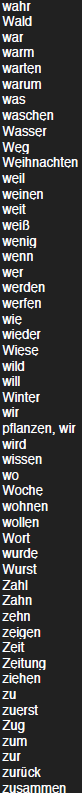 wahr
Wald
war
warm
warten
warum
was
waschen
Wasser
Weg
Weihnachten
weil
weinen
weit
weiß
wenig
wenn
wer
werden
werfen
wie
wieder
Wiese
wild
will
Winter
wir
pflanzen, wir
wird
wissen
wo
Woche
wohnen
wollen
Wort
wurde
Wurst
Zahl
Zahn
zehn
zeigen
Zeit
Zeitung
ziehen
zu
zuerst
Zug
zum
zur
zurück
zusammen